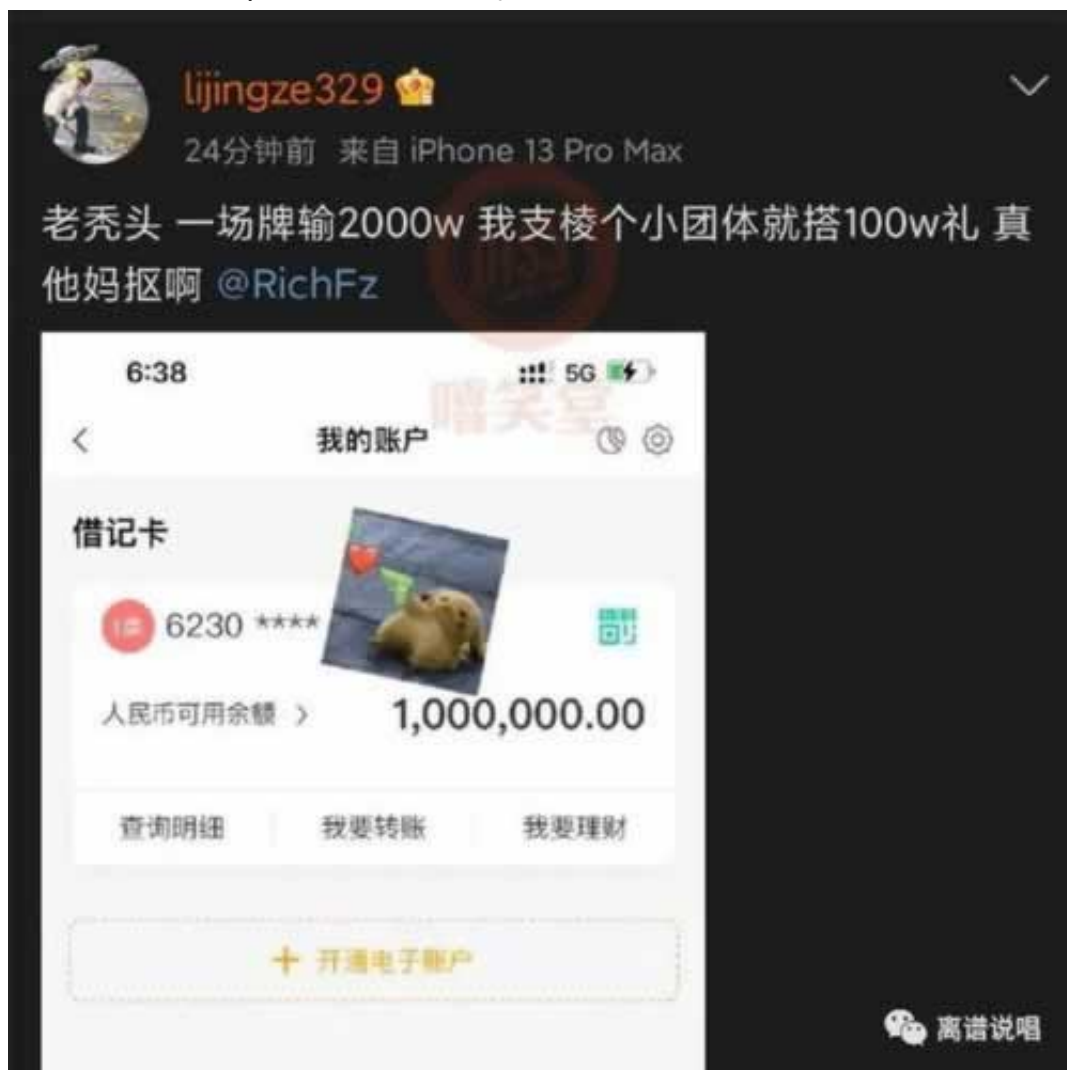 lijingze329
24分钟前 来自 iPhone 13 Pro Max
老秃头 一场牌输2000w 我支棱个小团体就搭100w礼 真
他妈抠啊 @RichFz
6:38 5G
我的账户
嘻笑堂
借记卡
6230 ****
人民币可用余额
1,000,000.00
查询明细 我要转账 我要理财
+ 开通电子账户
离谱说唱